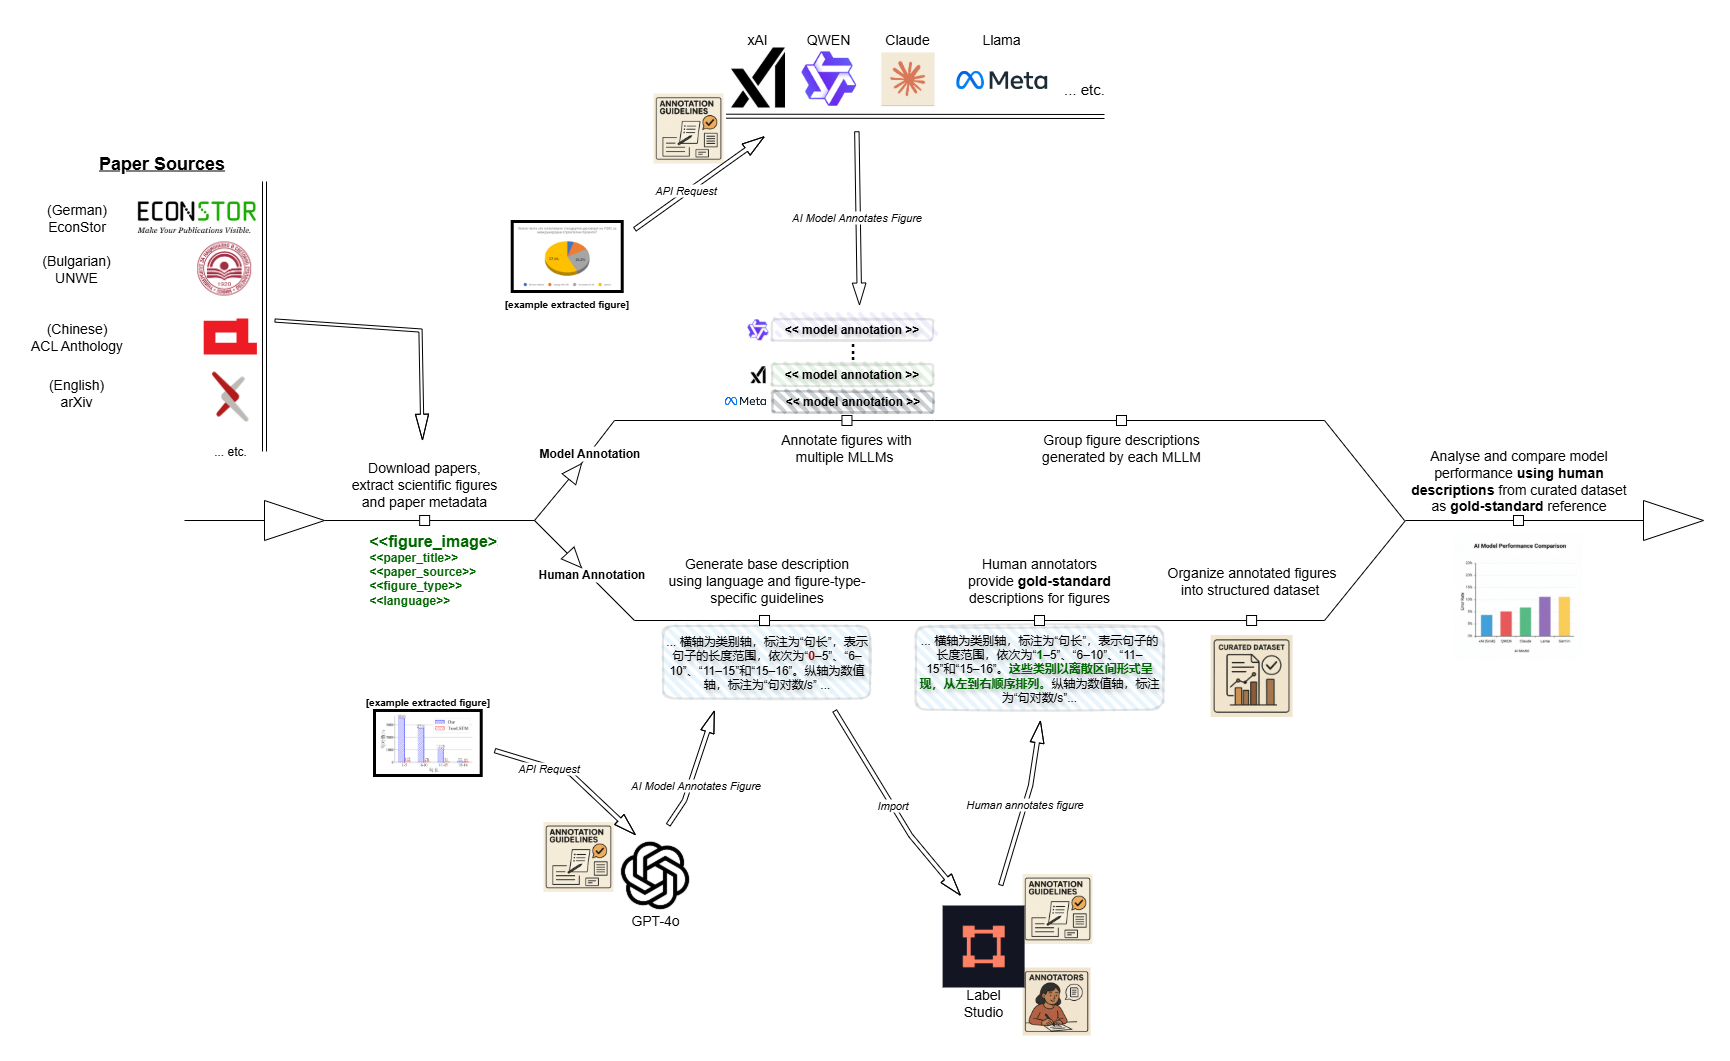 xAI
QWEN
Claude
Llama
Meta
... etc.
ANNOTATION
GUIDELINES
API Request
AI Model Annotates Figure
[example extracted figure]
Paper Sources
(German)
EconStor
ECONSTOR
Make Your Publications Visible.
(Bulgarian)
UNWE
1920
(Chinese)
ACL Anthology
(English)
arXiv
... etc.
<< model annotation >>
<< model annotation >>
Meta
<< model annotation >>
Download papers,
extract scientific figures
and paper metadata
<<figure_image>
<<paper_title>>
<<paper_source>>
<<figure_type>>
<<language>>
Model Annotation
Human Annotation
Annotate figures with
multiple MLLMs
Group figure descriptions
generated by each MLLM
Analyse and compare model
performance using human
descriptions from curated dataset
as gold-standard reference
AI Model Performance Comparison
Generate base description
using language and figure-type-
specific guidelines
... 横轴为类别轴，标注为“句长”，表示
句子的长度范围，依次为“0–5”、“6–
10”、“11–15”和“15–16”。纵轴为数值
轴，标注为“句对数/s” ...
Human annotators
provide gold-standard
descriptions for figures
... 横轴为类别轴，标注为“句长”，表示句子的
长度范围，依次为“1–5”、“6–10”、“11–
15”和“15–16”。这些类别以离散区间形式呈
现，从左到右顺序排列。纵轴为数值轴，标注
为“句对数/s”...
Organize annotated figures
into structured dataset
CURATED DATASET
[example extracted figure]
API Request
ANNOTATION
GUIDELINES
GPT-4o
AI Model Annotates Figure
Import
Human annotates figure
Label
Studio
ANNOTATION
GUIDELINES
ANNOTATORS